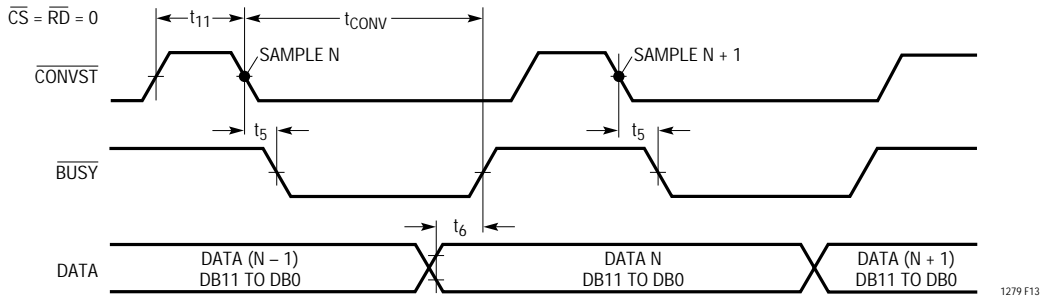 CS = RD = 0
t11
tCONV
SAMPLE N
SAMPLE N + 1
CONVST
t5
t5
BUSY
t6
DATA (N – 1)
DB11 TO DB0
DATA N
DB11 TO DB0
DATA (N + 1)
DB11 TO DB0
DATA
1279 F13